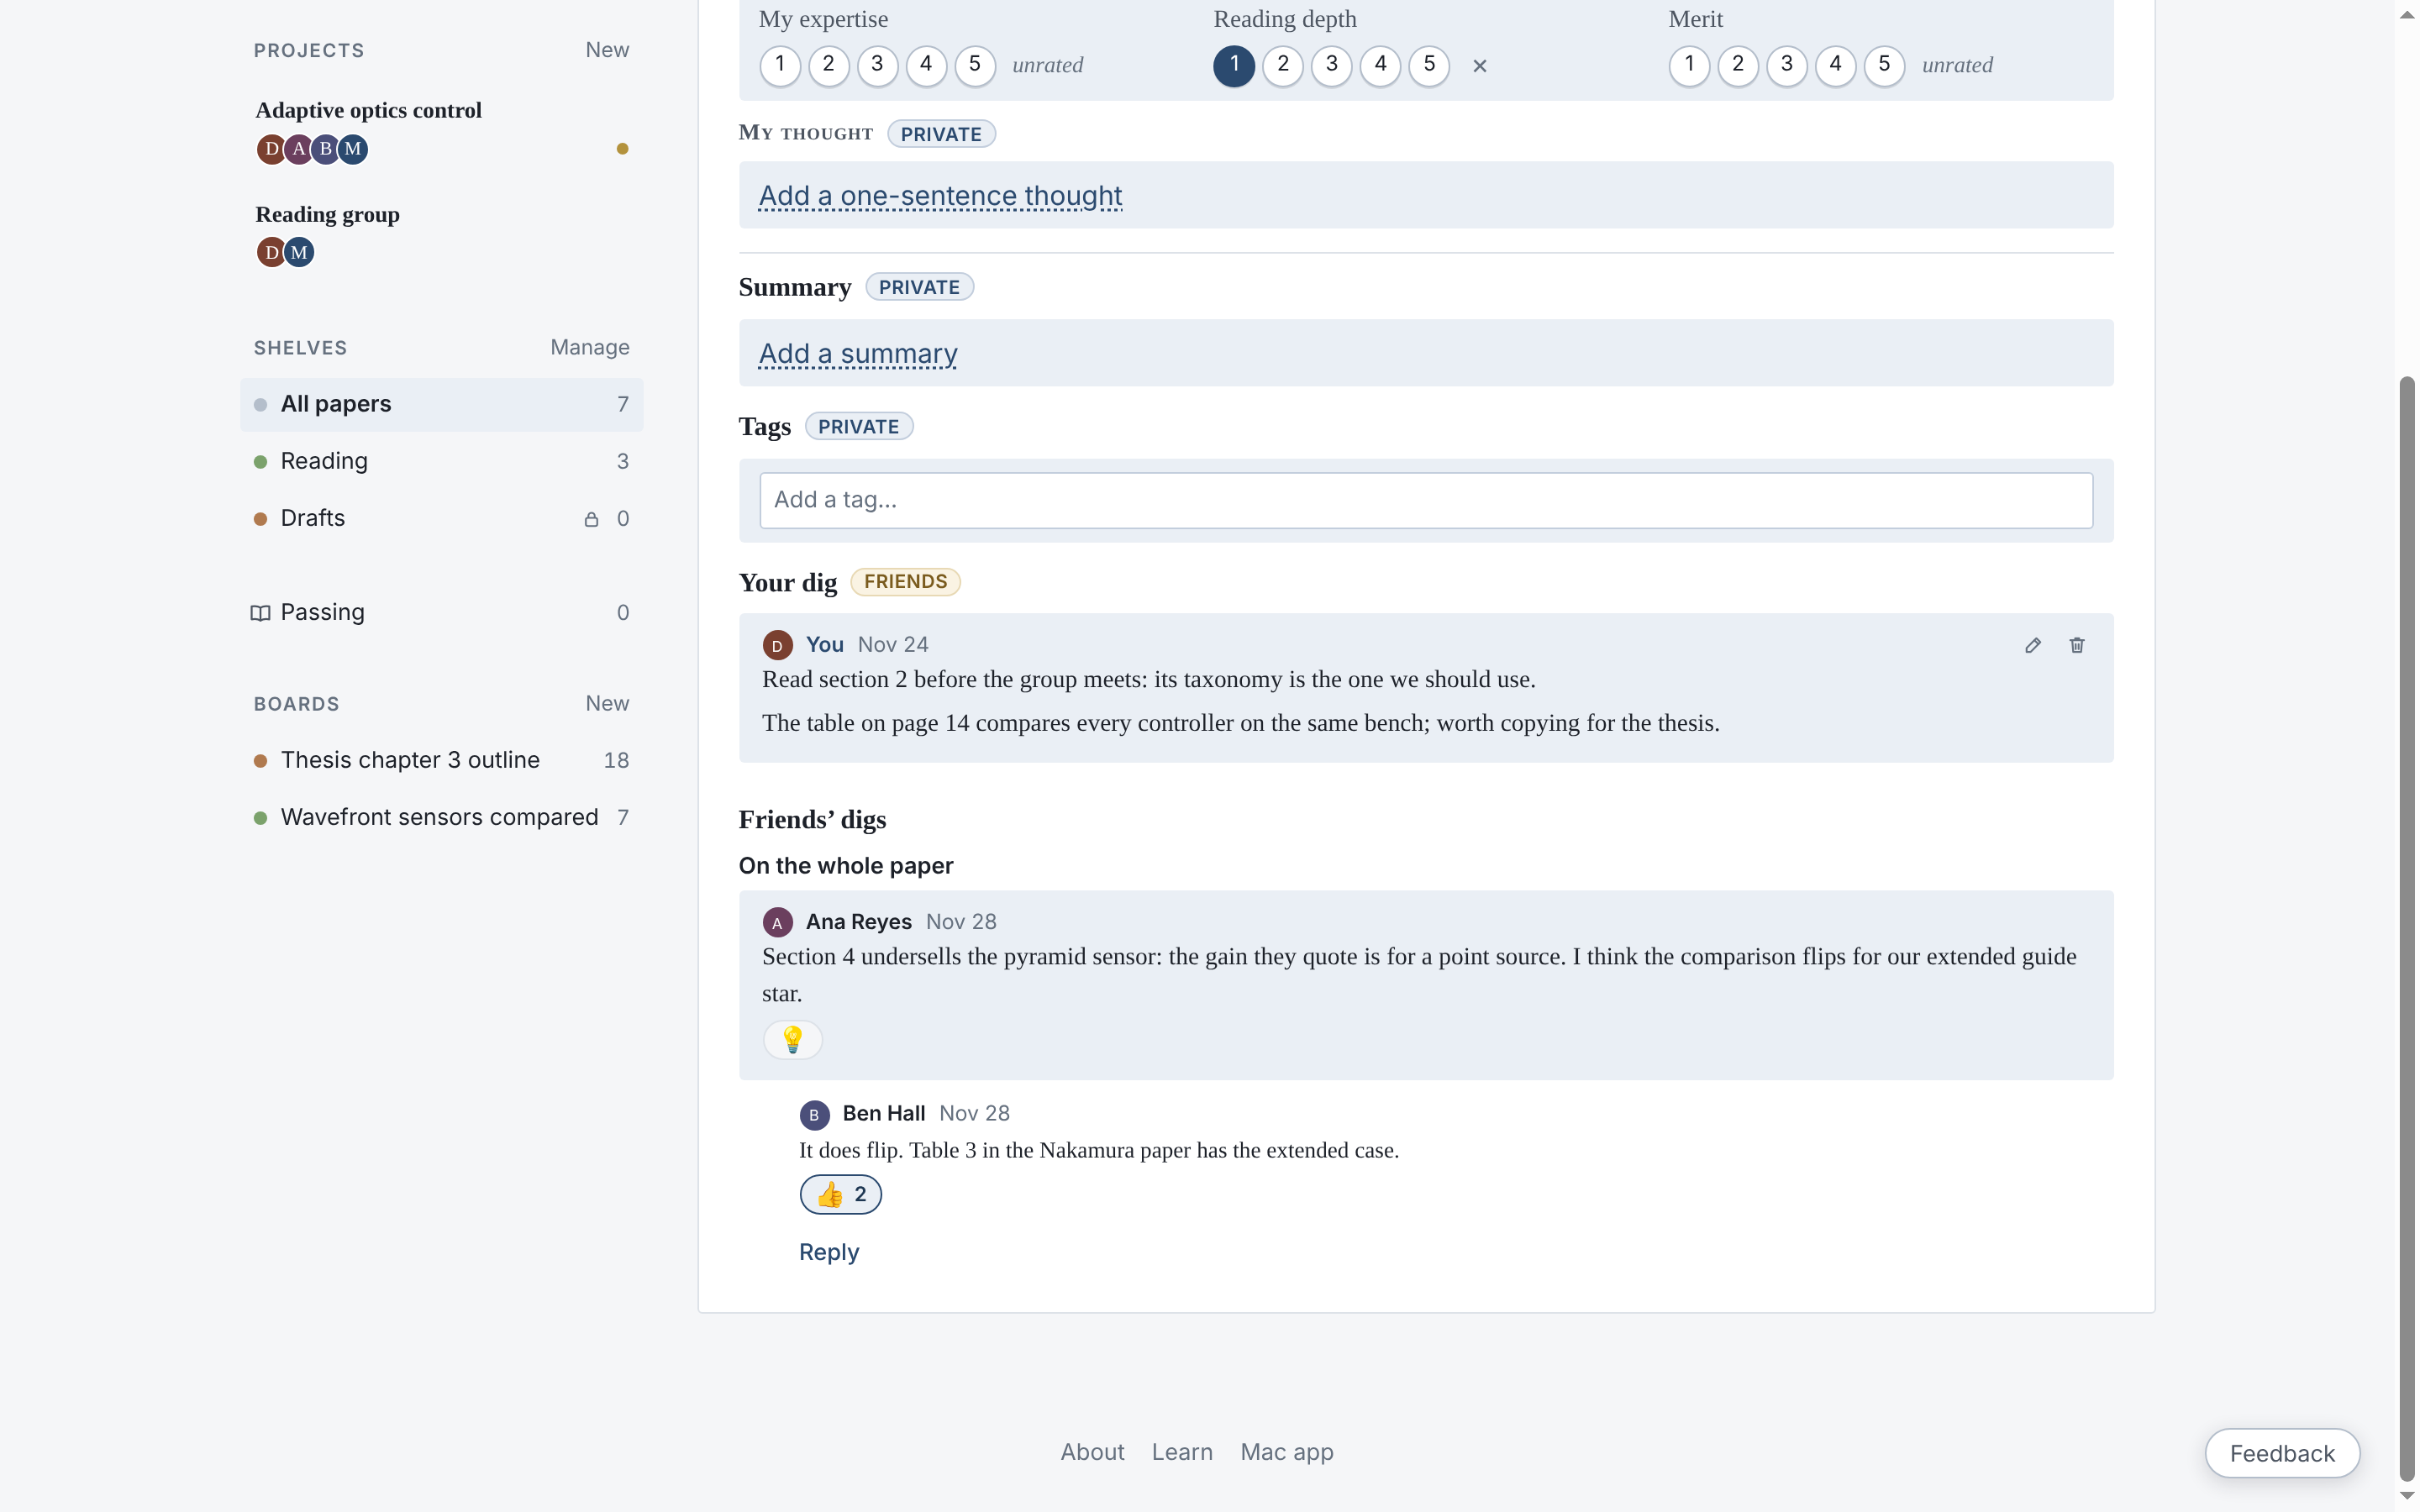 PROJECTS New
Adaptive optics control
D A B M
Reading group
D M
SHELVES Manage
All papers 7
Reading 3
Drafts 0
Passing 0
BOARDS New
Thesis chapter 3 outline 18
Wavefront sensors compared 7
My expertise
1 2 3 4 5 unrated
Reading depth
1 2 3 4 5 ×
Merit
1 2 3 4 5 unrated
My thought PRIVATE
Add a one-sentence thought
Summary PRIVATE
Add a summary
Tags PRIVATE
Add a tag...
Your dig FRIENDS
D You Nov 24
Read section 2 before the group meets: its taxonomy is the one we should use.
The table on page 14 compares every controller on the same bench; worth copying for the thesis.
Friends’ digs
On the whole paper
A Ana Reyes Nov 28
Section 4 undersells the pyramid sensor: the gain they quote is for a point source. I think the comparison flips for our extended guide
star.
💡
B Ben Hall Nov 28
It does flip. Table 3 in the Nakamura paper has the extended case.
👍 2
Reply
About Learn Mac app
Feedback